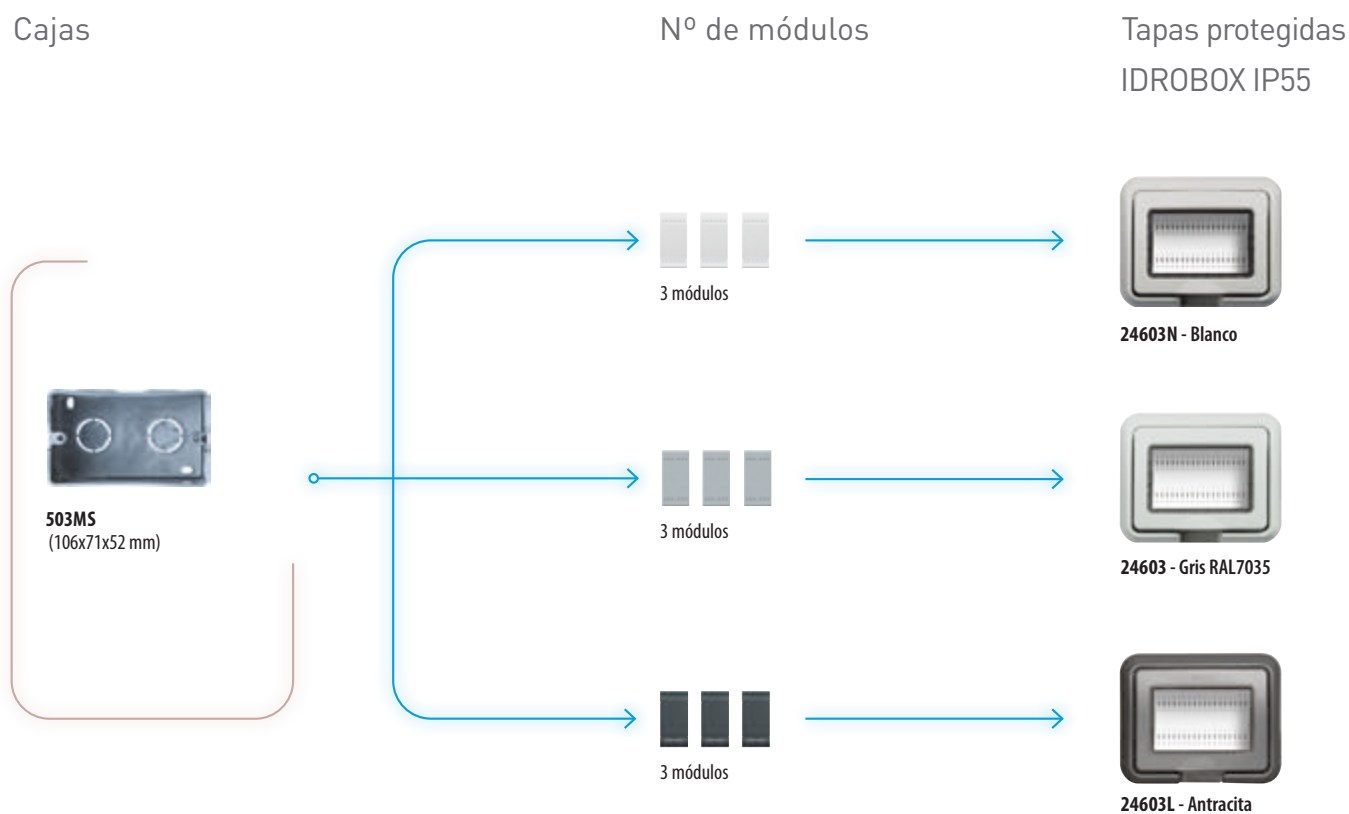 Cajas
Nº de módulos
Tapas protegidas
IDROBOX IP55
3 módulos
24603N - Blanco
503MS
(106x71x52 mm)
3 módulos
24603 - Gris RAL7035
3 módulos
24603L - Antracita